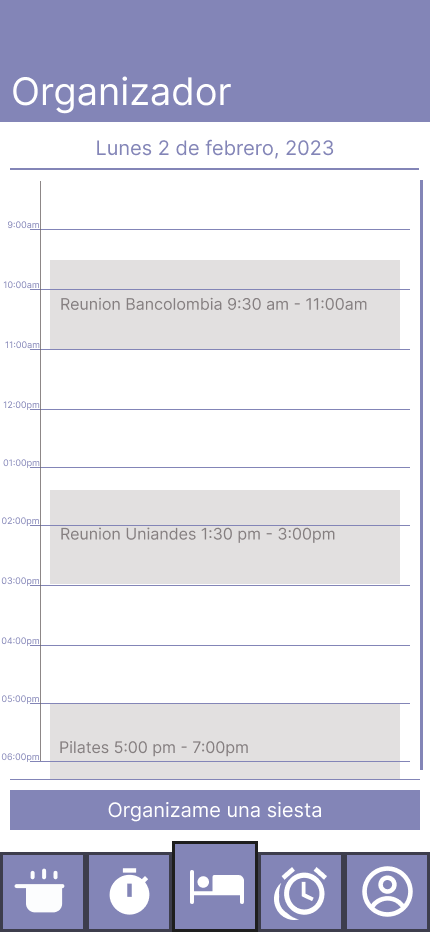 Organizador
Lunes 2 de febrero, 2023
9:00am
10:00am
Reunion Bancolombia 9:30 am - 11:00am
11:00am
12:00pm
01:00pm
02:00pm
Reunion Uniandes 1:30 pm - 3:00pm
03:00pm
04:00pm
05:00pm
Pilates 5:00 pm - 7:00pm
06:00pm
Organizame una siesta